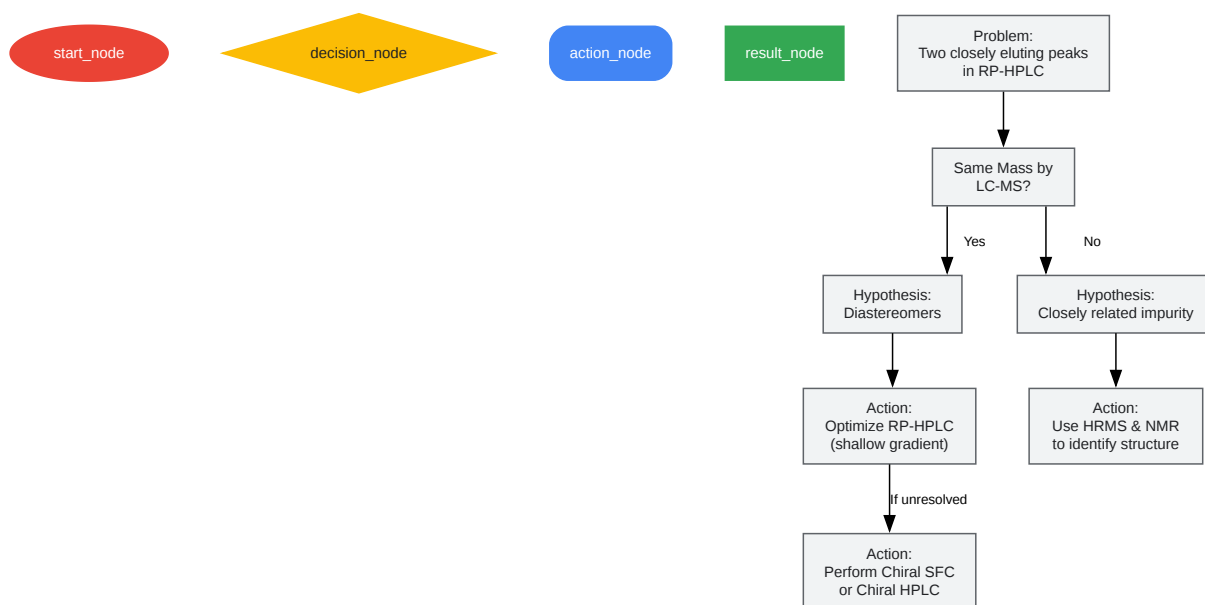 start_node
decision_node
action_node
result_node
Problem:
Two closely eluting peaks
in RP-HPLC
Same Mass by
LC-MS?
Yes
No
Hypothesis:
Diastereomers
Hypothesis:
Closely related impurity
Action:
Optimize RP-HPLC
(shallow gradient)
Action:
Use HRMS & NMR
to identify structure
If unresolved
Action:
Perform Chiral SFC
or Chiral HPLC